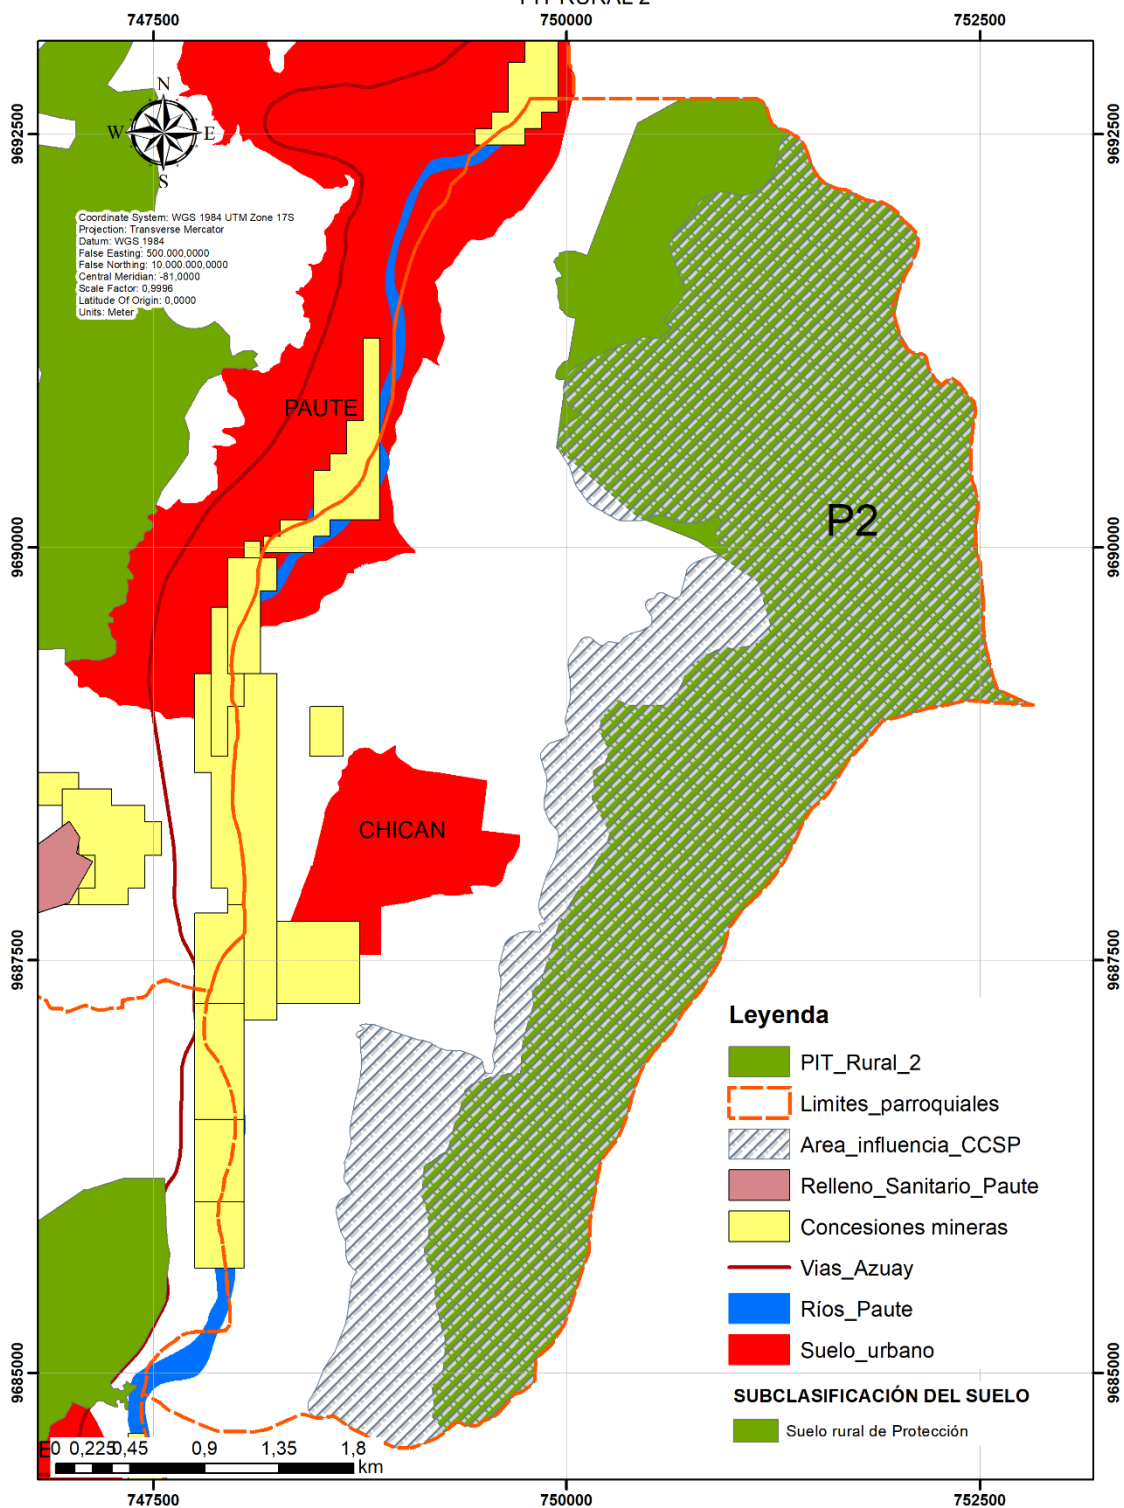 PIT RURAL 2
747500 750000 752500
9692500 9692500
N
W E
S
Coordinate System: WGS 1984 UTM Zone 17S
Projection: Transverse Mercator
Datum: WGS 1984
False Easting: 500.000,0000
False Northing: 10.000.000,0000
Central Meridian: -81,0000
Scale Factor: 0,9996
Latitude Of Origin: 0,0000
Units: Meter
PAUTE
P2
9690000 9690000
CHICAN
9687500 9687500
Leyenda
PIT_Rural_2
Limites_parroquiales
Area_influencia_CCSP
Relleno_Sanitario_Paute
Concesiones mineras
Vias_Azuay
Ríos_Paute
Suelo_urbano
9685000 9685000
SUBCLASIFICACIÓN DEL SUELO
Suelo rural de Protección
0 0,225 0,45 0,9 1,35 1,8
km
747500 750000 752500